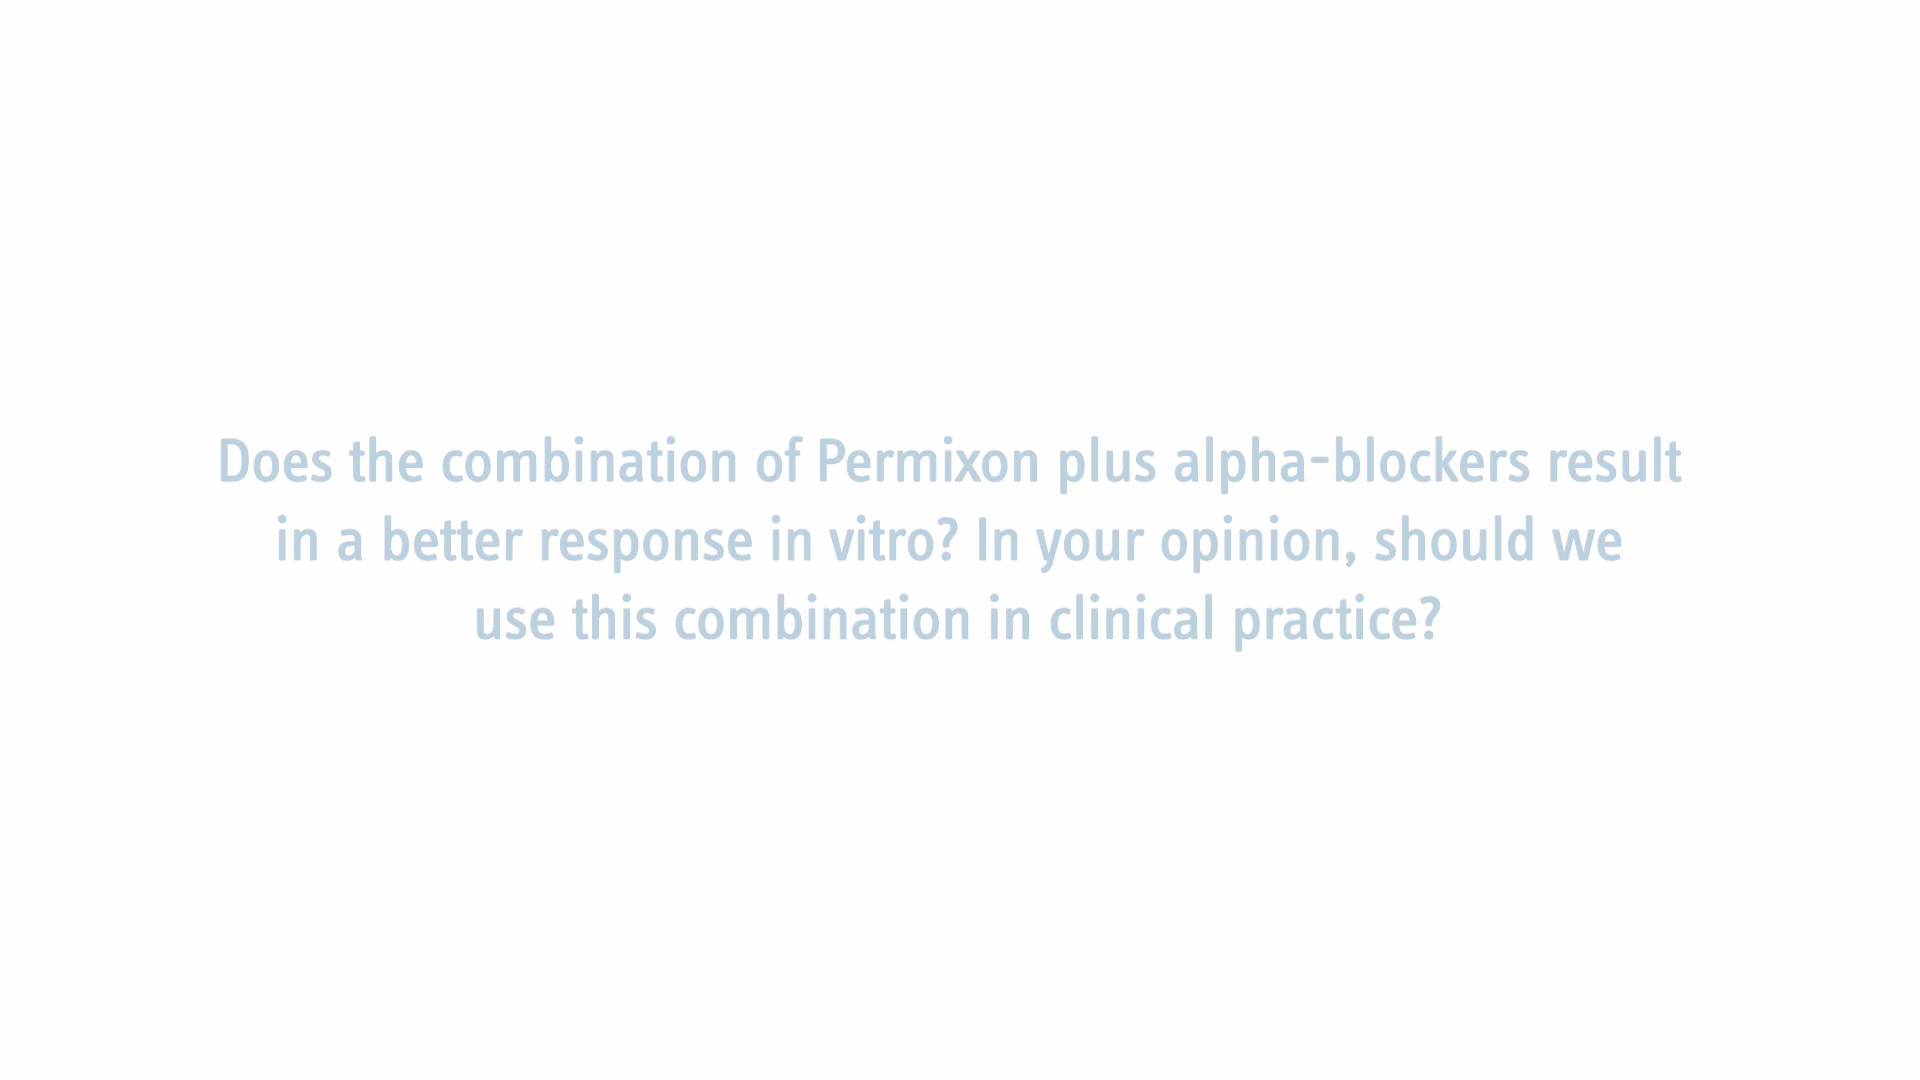 Does the combination of Permixon plus alpha-blockers result
in a better response in vitro? In your opinion, should we
use this combination in clinical practice?